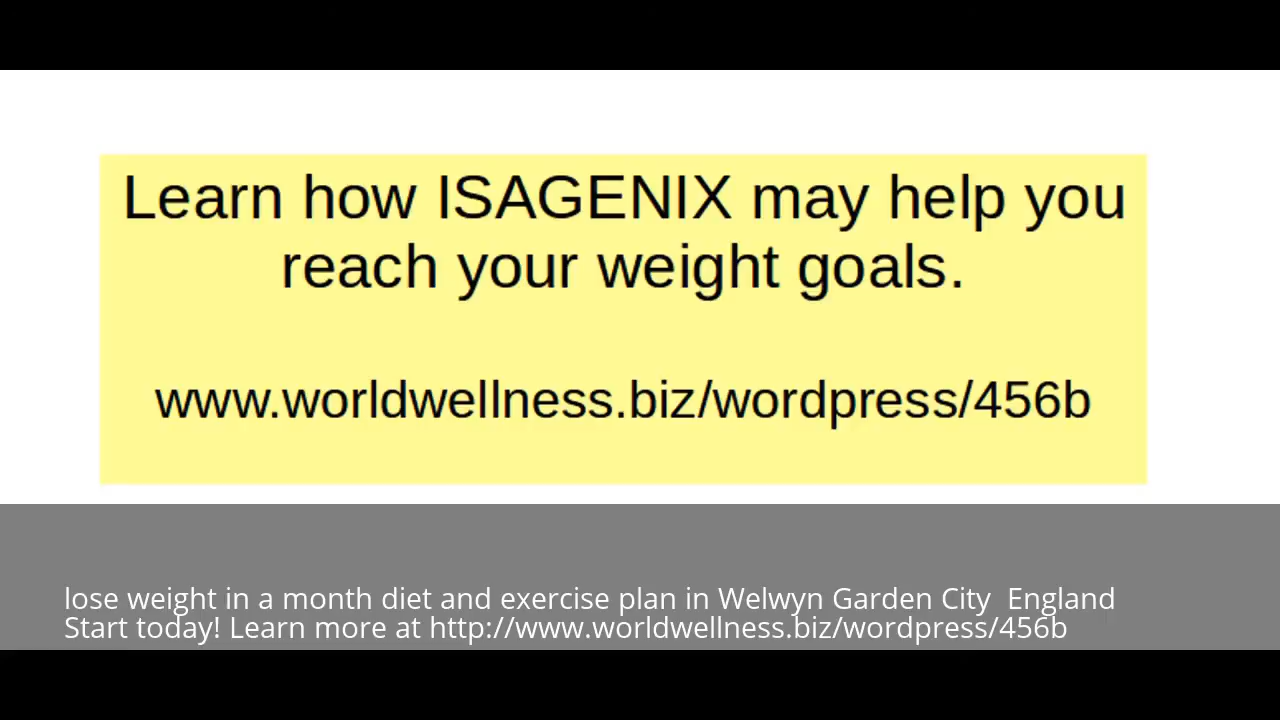 Learn how ISAGENIX may help you
reach your weight goals.
www.worldwellness.biz/wordpress/456b
lose weight in a month diet and exercise plan in Welwyn Garden City  England
Start today! Learn more at http://www.worldwellness.biz/wordpress/456b